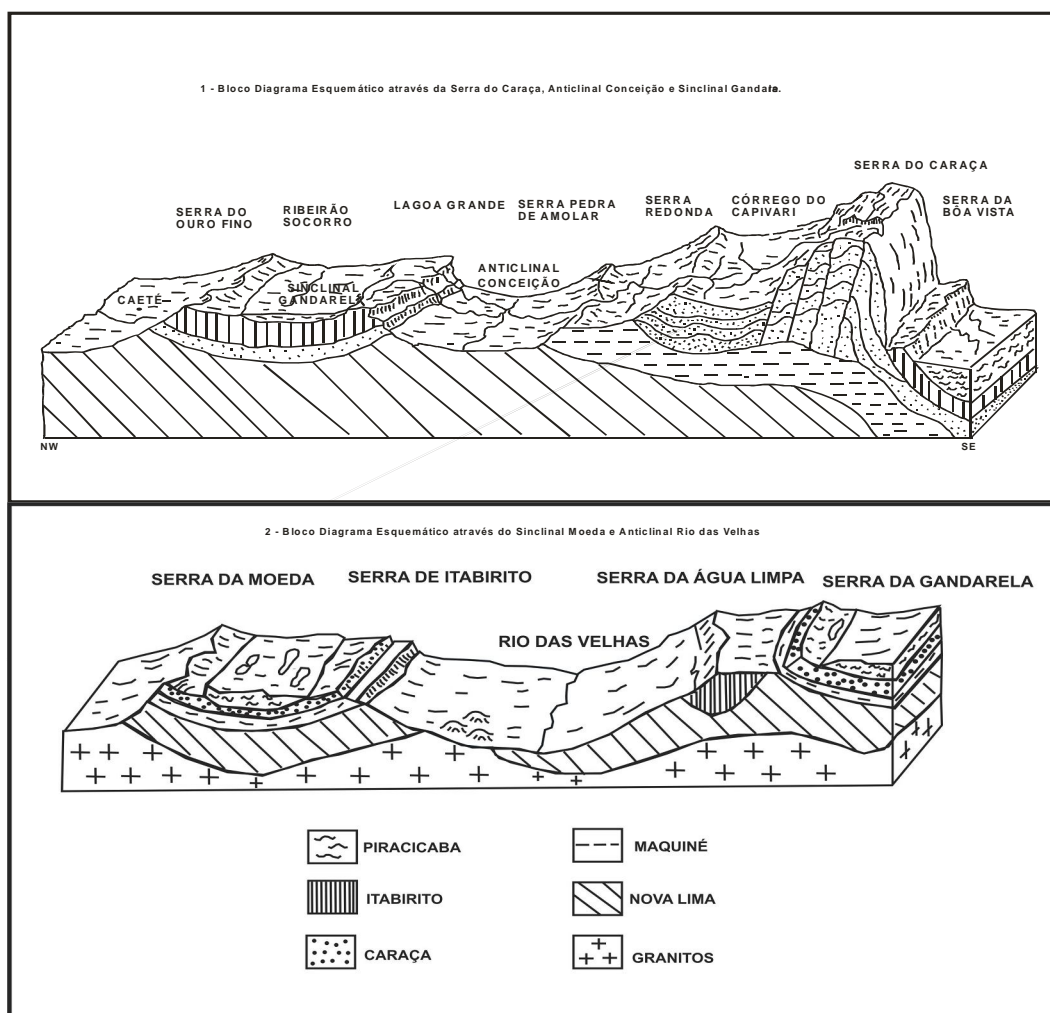 1 - Bloco Diagrama Esquemático através da Serra do Caraça, Anticlinal Conceição e Sinclinal Gandarela.
SERRA DO CARAÇA
SERRA DO
OURO FINO
RIBEIRÃO
SOCORRO
LAGOA GRANDE
SERRA PEDRA
DE AMOLAR
SERRA
REDONDA
CÓRREGO DO
CAPIVARI
SERRA DA
BÔA VISTA
ANTICLINAL
CONCEIÇÃO
SINCLINAL
GANDARELA
CAETÉ
NW
SE
2 - Bloco Diagrama Esquemático através do Sinclinal Moeda e Anticlinal Rio das Velhas
SERRA DA MOEDA
SERRA DE ITABIRITO
SERRA DA ÁGUA LIMPA
SERRA DA GANDARELA
RIO DAS VELHAS
PIRACICABA
MAQUINÉ
ITABIRITO
NOVA LIMA
CARAÇA
GRANITOS